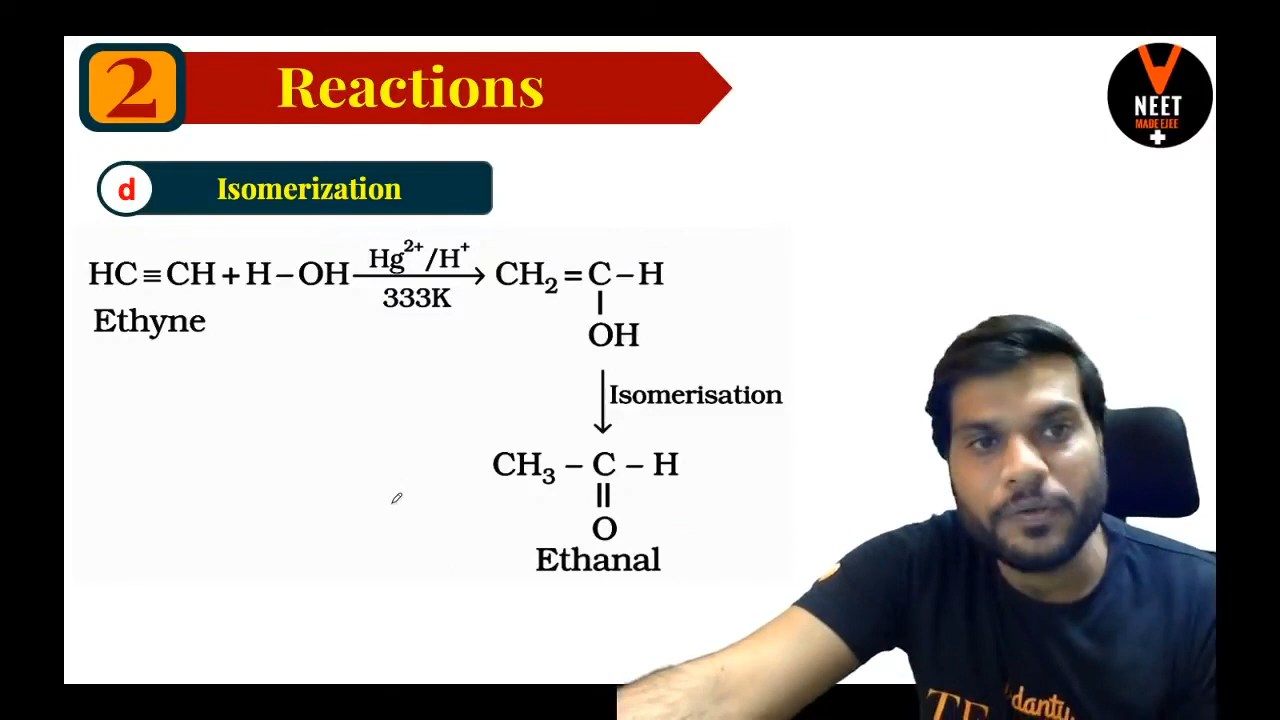 2 Reactions
NEET
MADE EJEE
d Isomerization
HC≡CH + H–OH Hg²⁺/H⁺ 333K → CH₂=C–H
Ethyne
OH
Isomerisation
CH₃–C–H
O
Ethanal